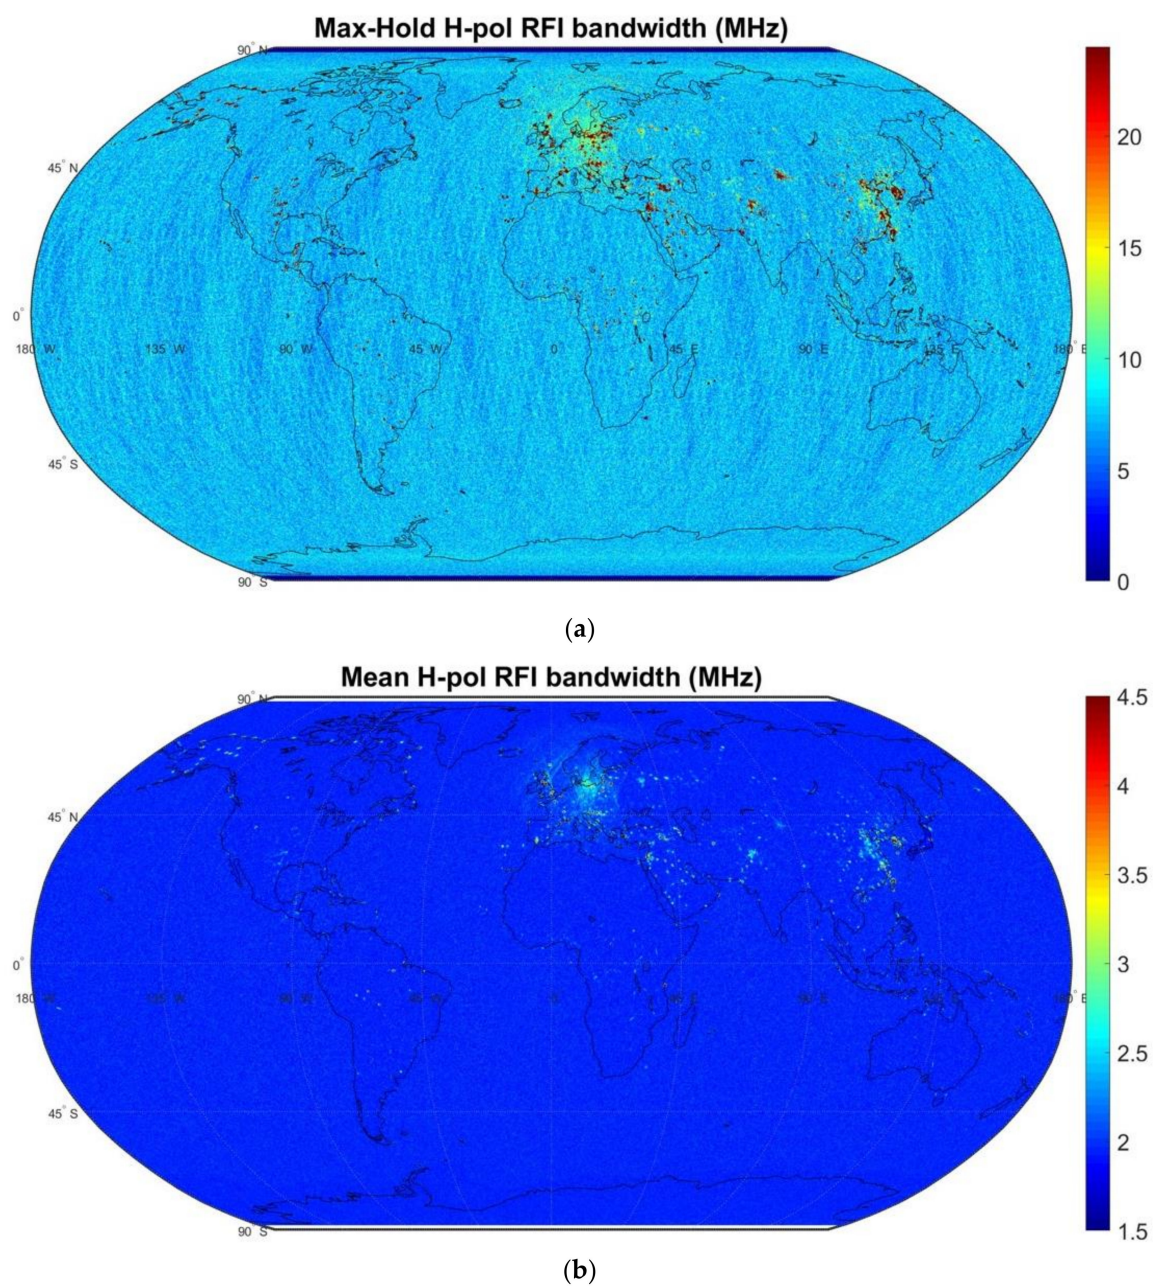 Max-Hold H-pol RFI bandwidth (MHz)
90° N
20
45° N
15
0°
180° W 135° W 90° W 45° W 0° 45° E 90° E 135° E 180° E
10
45° S
5
90° S
0
(a)
Mean H-pol RFI bandwidth (MHz)
90° N
4.5
4
45° N
3.5
0°
3
180° W 135° W 90° W 45° W 0° 45° E 90° E 135° E 180° E
2.5
45° S
2
90° S
1.5
(b)